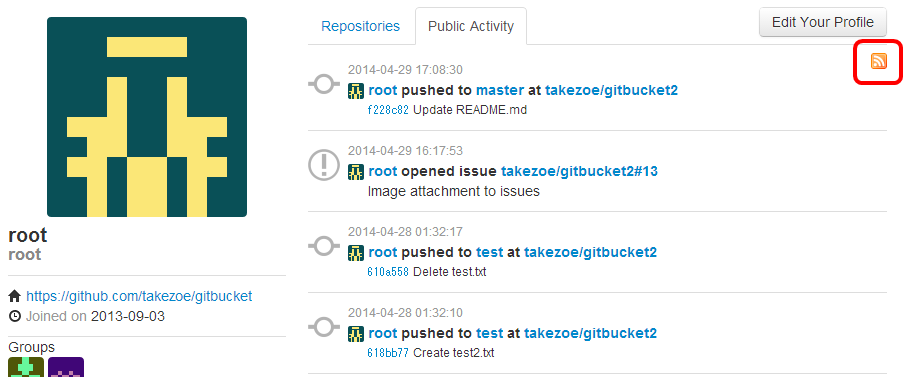 Repositories
Public Activity
Edit Your Profile
2014-04-29 17:08:30
root pushed to master at takezoe/gitbucket2
f228c82 Update README.md
2014-04-29 16:17:53
root opened issue takezoe/gitbucket2#13
Image attachment to issues
2014-04-28 01:32:17
root pushed to test at takezoe/gitbucket2
610a558 Delete test.txt
2014-04-28 01:32:10
root pushed to test at takezoe/gitbucket2
618bb77 Create test2.txt
root
root
https://github.com/takezoe/gitbucket
Joined on 2013-09-03
Groups